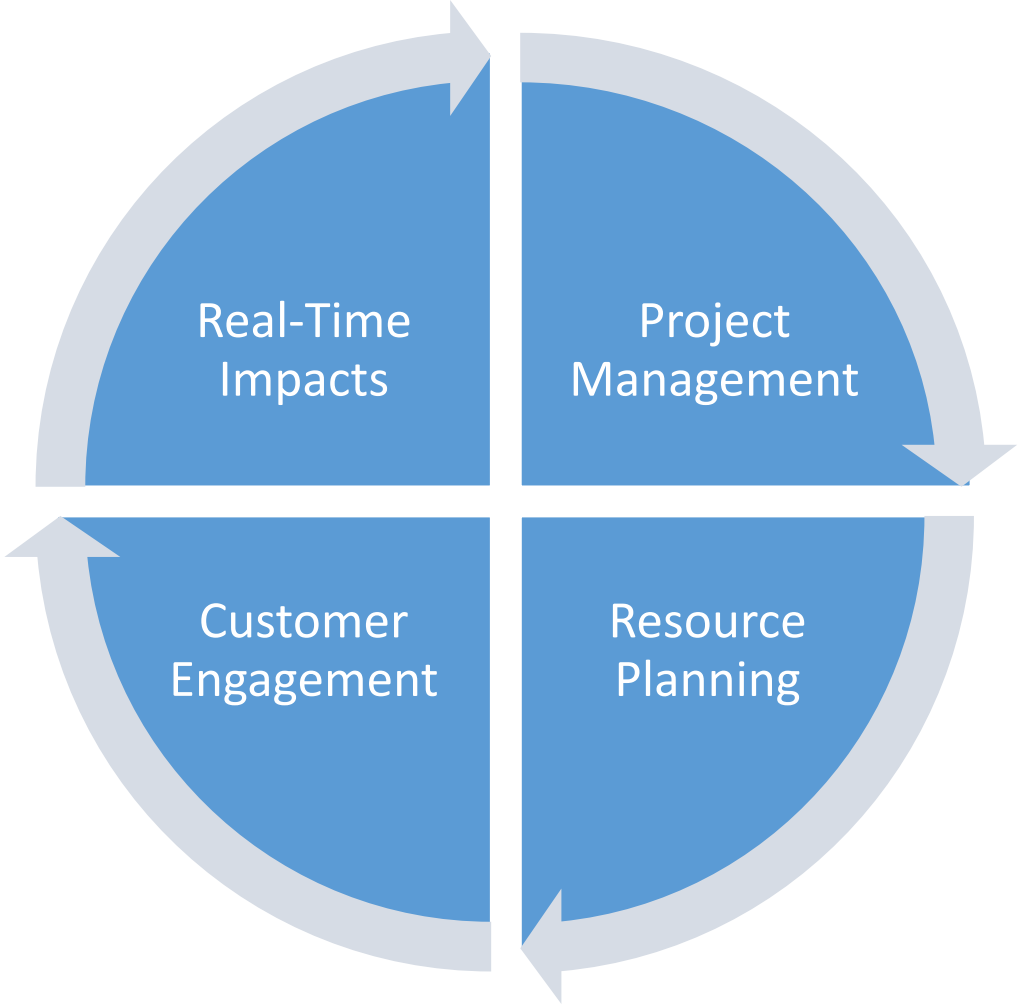 Real-Time
Impacts
Project
Management
Customer
Engagement
Resource
Planning